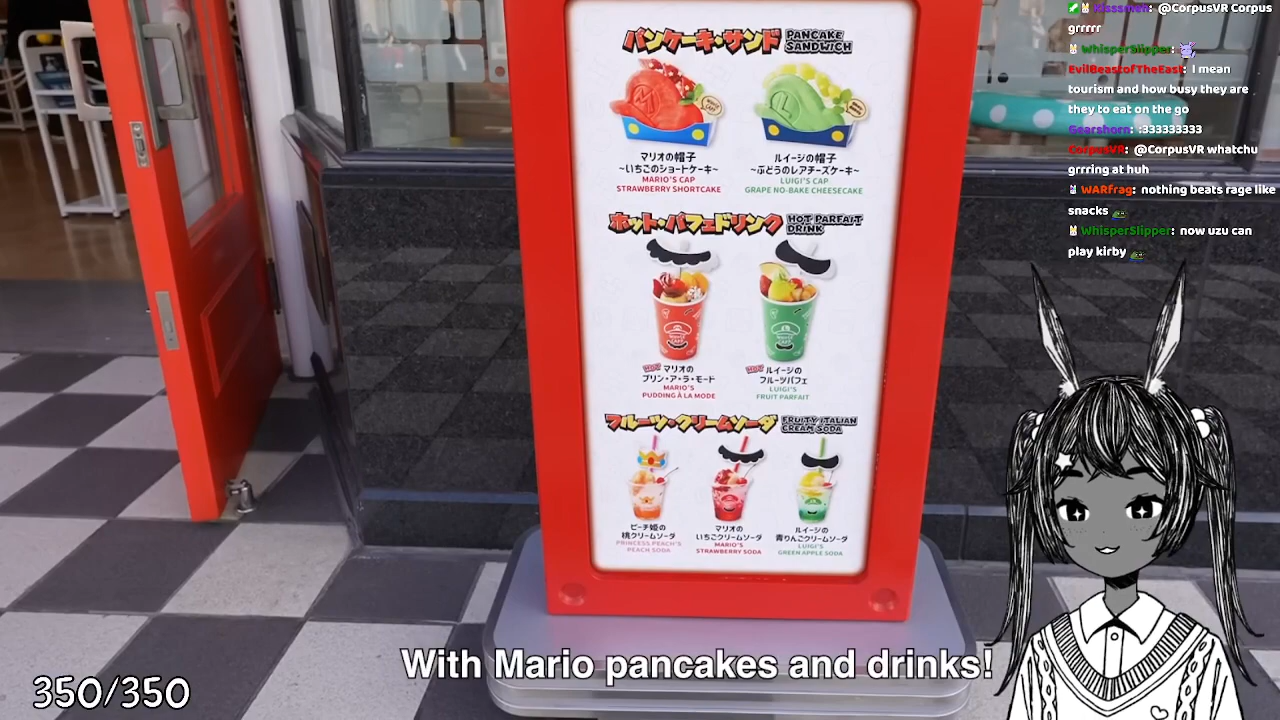 パンケーキ・サンド PANCAKE SANDWICH
マリオの帽子
~いちごのショートケーキ~
MARIO'S CAP
STRAWBERRY SHORTCAKE
ルイージの帽子
~ぶどうのレアチーズケーキ~
LUIGI'S CAP
GRAPE NO-BAKE CHEESECAKE
ホット・パフェドリンク HOT PARFAIT DRINK
HOT マリオの
プリン・ア・ラ・モード
MARIO'S
PUDDING À LA MODE
HOT ルイージの
フルーツパフェ
LUIGI'S
FRUIT PARFAIT
フルーツ・クリームソーダ FRUITY ITALIAN CREAM SODA
ピーチ姫の
桃クリームソーダ
PRINCESS PEACH'S
PEACH SODA
マリオの
いちごクリームソーダ
MARIO'S
STRAWBERRY SODA
ルイージの
青りんごクリームソーダ
LUIGI'S
GREEN APPLE SODA
With Mario pancakes and drinks!
350/350
: @CorpusVR Corpus
grrrrr
WhisperSlipper:
EvilBeastofTheEast: I mean
tourism and how busy they are
they to eat on the go
Gearshorn: :333333333
CorpusVR: @CorpusVR whatchu
grrring at huh
WARfrag: nothing beats rage like
snacks
WhisperSlipper: now uzu can
play kirby